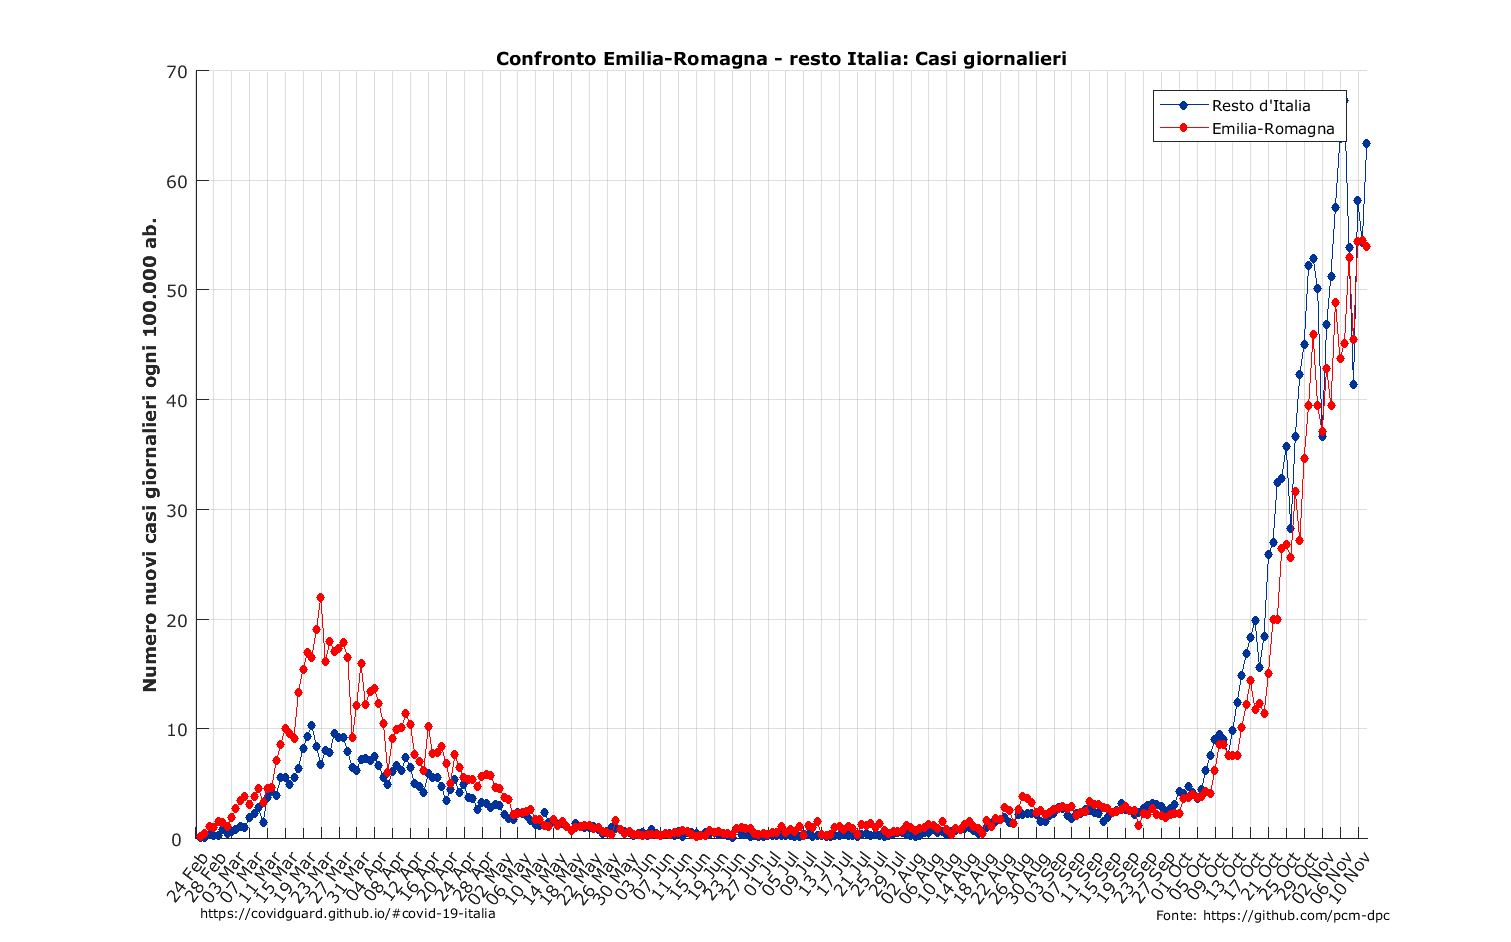 Confronto Emilia-Romagna - resto Italia: Casi giornalieri
70
60
50
40
30
20
10
0
Numero nuovi casi giornalieri ogni 100.000 ab.
Resto d'Italia
Emilia-Romagna
24 Feb
28 Feb
03 Mar
07 Mar
11 Mar
15 Mar
19 Mar
23 Mar
27 Mar
31 Mar
04 Apr
08 Apr
12 Apr
16 Apr
20 Apr
24 Apr
28 Apr
02 May
06 May
10 May
14 May
18 May
22 May
26 May
30 May
03 Jun
07 Jun
11 Jun
15 Jun
19 Jun
23 Jun
27 Jun
01 Jul
05 Jul
09 Jul
13 Jul
17 Jul
21 Jul
25 Jul
29 Jul
02 Aug
06 Aug
10 Aug
14 Aug
18 Aug
22 Aug
26 Aug
30 Aug
03 Sep
07 Sep
11 Sep
15 Sep
19 Sep
23 Sep
27 Sep
01 Oct
05 Oct
09 Oct
13 Oct
17 Oct
21 Oct
25 Oct
29 Oct
02 Nov
06 Nov
10 Nov
https://covidguard.github.io/#covid-19-italia
Fonte: https://github.com/pcm-dpc